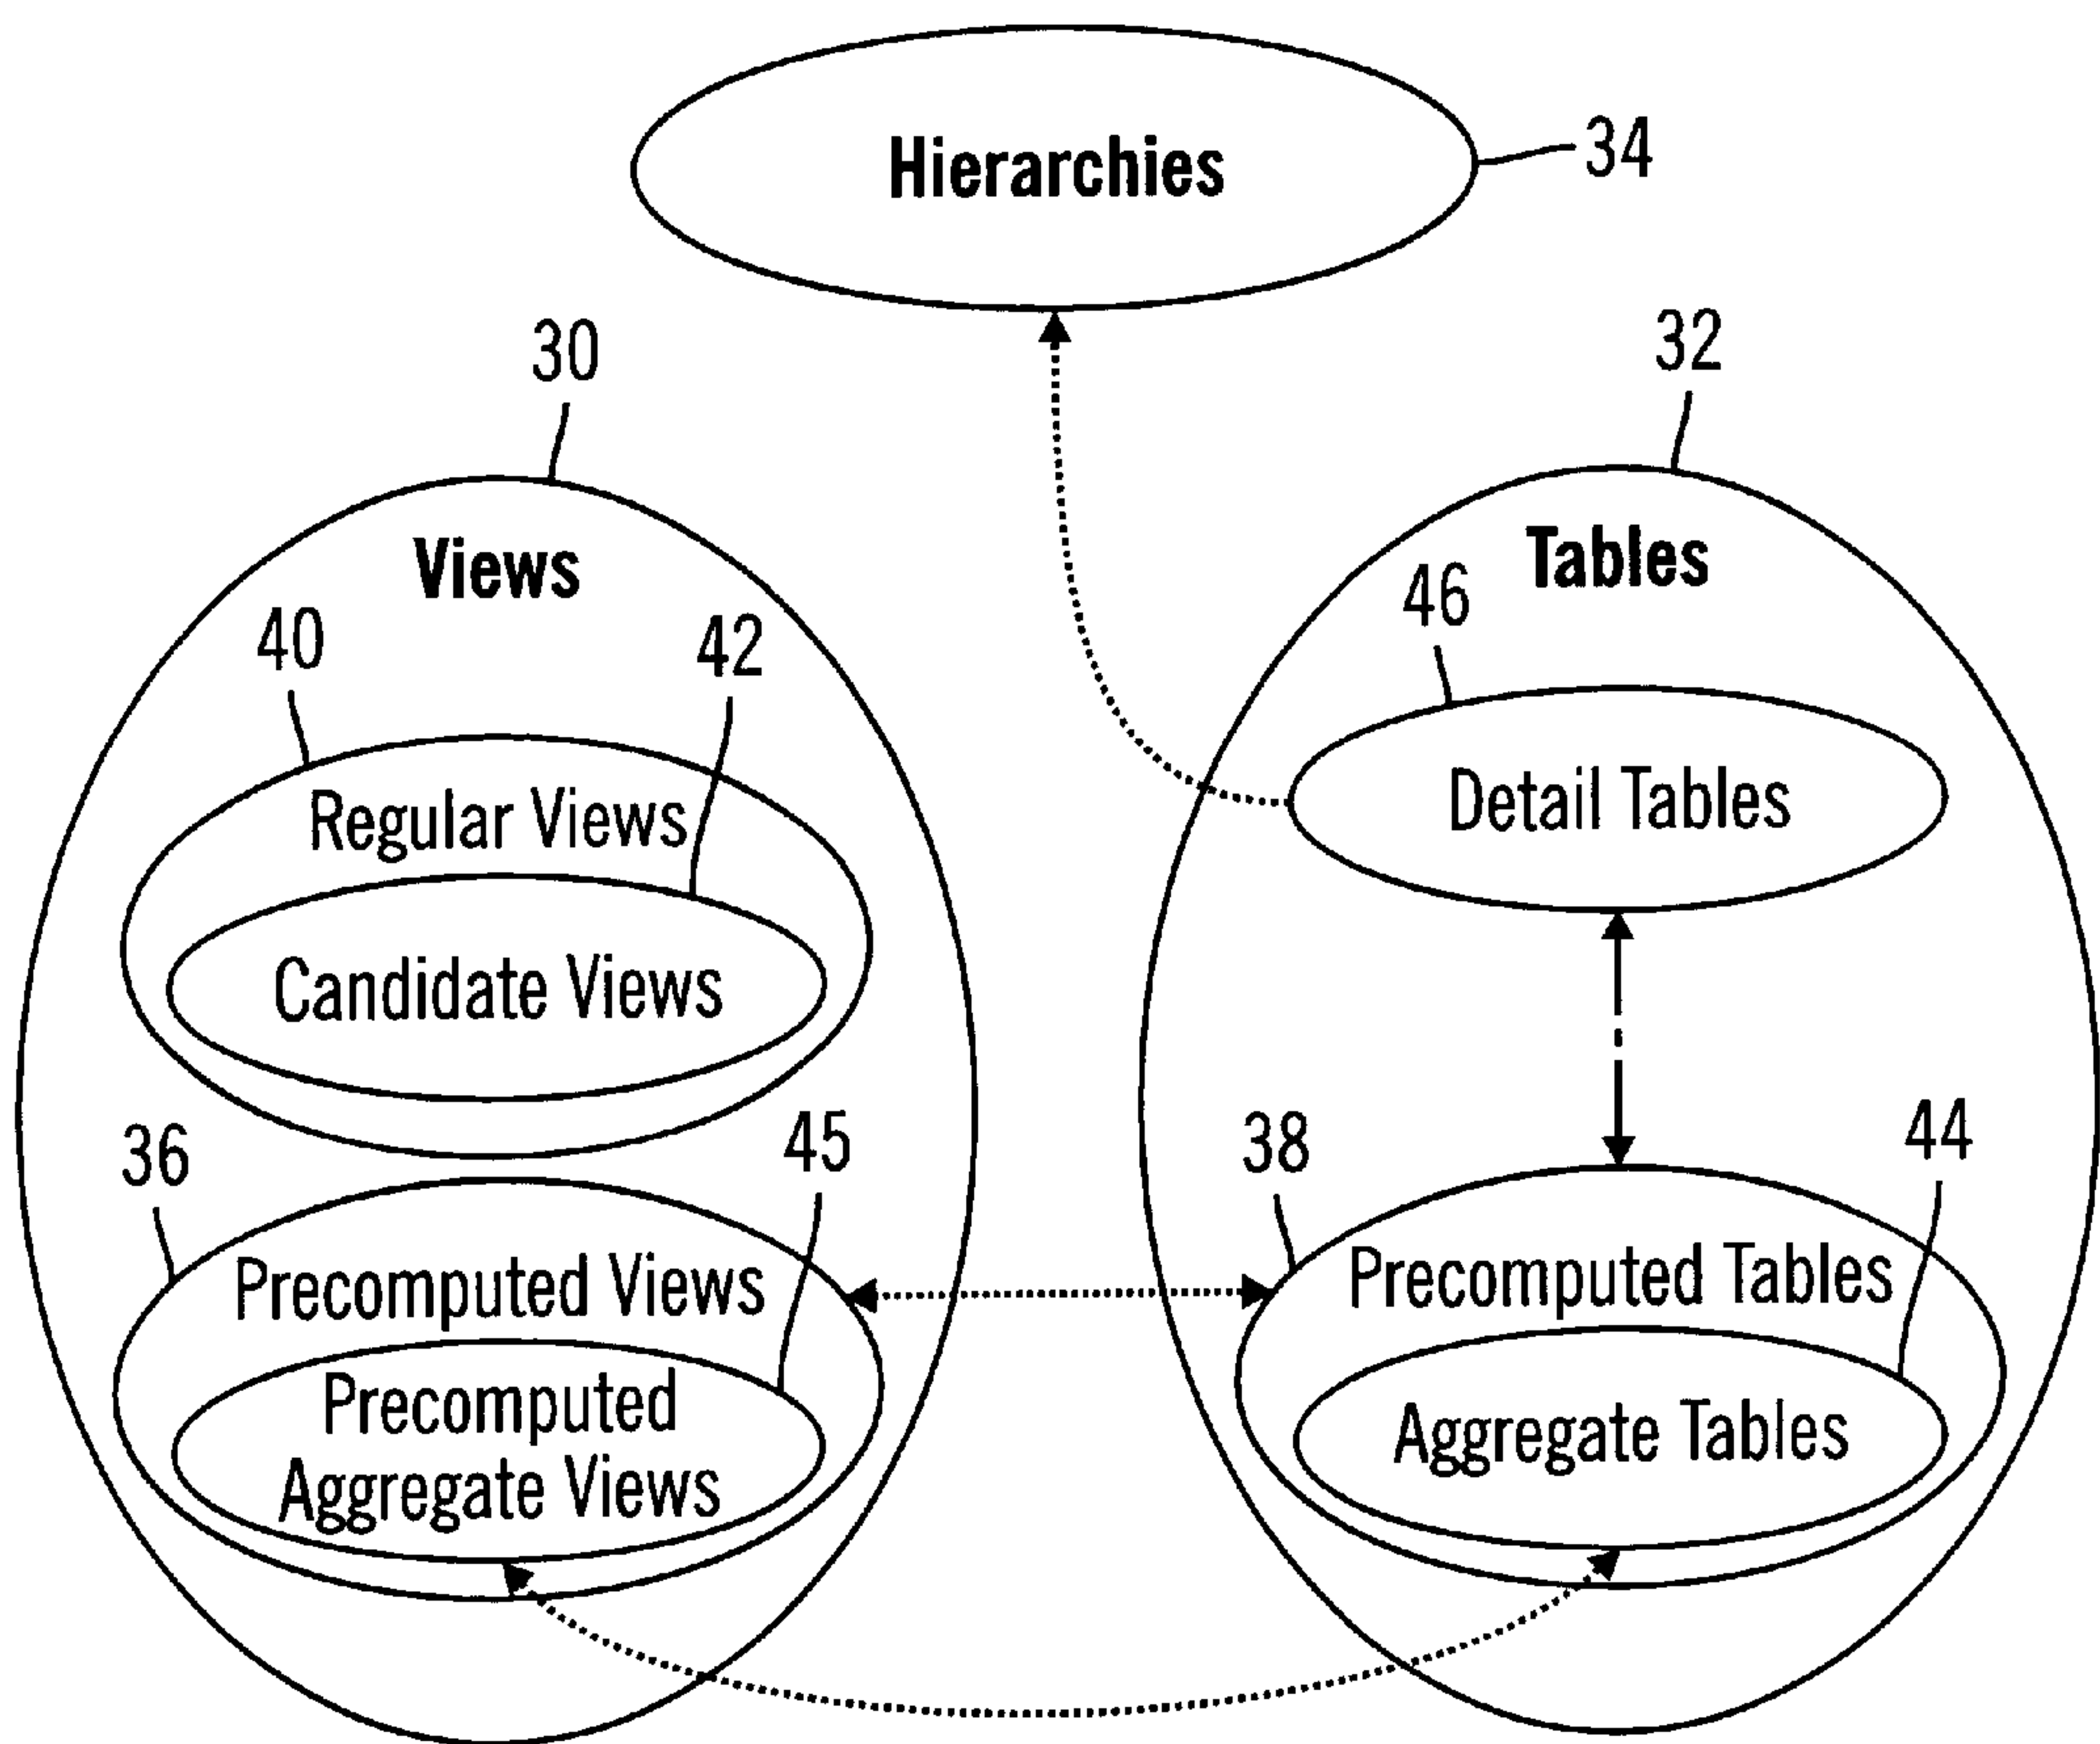 Hierarchies
34
30
32
Views
Tables
40
42
46
Regular Views
Detail Tables
Candidate Views
36
45
38
44
Precomputed Views
Precomputed Tables
Precomputed
Aggregate Views
Aggregate Tables